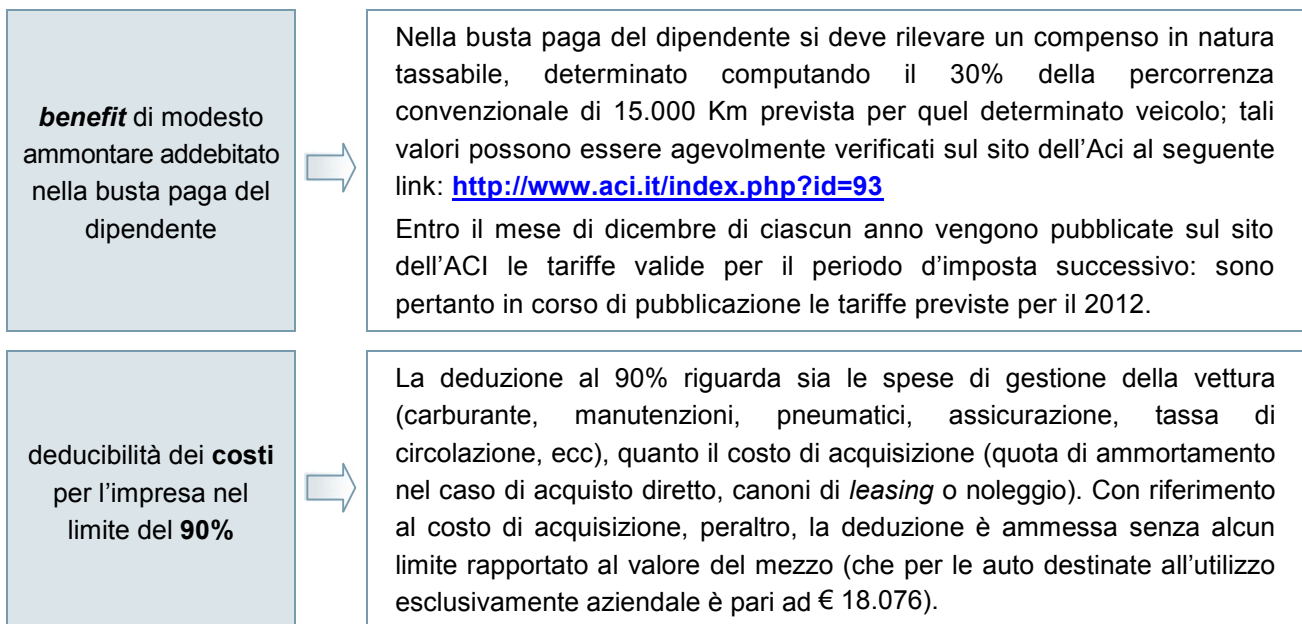 benefit di modesto
ammontare addebitato
nella busta paga del
dipendente
Nella busta paga del dipendente si deve rilevare un compenso in natura
tassabile, determinato computando il 30% della percorrenza
convenzionale di 15.000 Km prevista per quel determinato veicolo; tali
valori possono essere agevolmente verificati sul sito dell’Aci al seguente
link: http://www.aci.it/index.php?id=93
Entro il mese di dicembre di ciascun anno vengono pubblicate sul sito
dell’ACI le tariffe valide per il periodo d’imposta successivo: sono
pertanto in corso di pubblicazione le tariffe previste per il 2012.
deducibilità dei costi
per l’impresa nel
limite del 90%
La deduzione al 90% riguarda sia le spese di gestione della vettura
(carburante, manutenzioni, pneumatici, assicurazione, tassa di
circolazione, ecc), quanto il costo di acquisizione (quota di ammortamento
nel caso di acquisto diretto, canoni di leasing o noleggio). Con riferimento
al costo di acquisizione, peraltro, la deduzione è ammessa senza alcun
limite rapportato al valore del mezzo (che per le auto destinate all’utilizzo
esclusivamente aziendale è pari ad € 18.076).